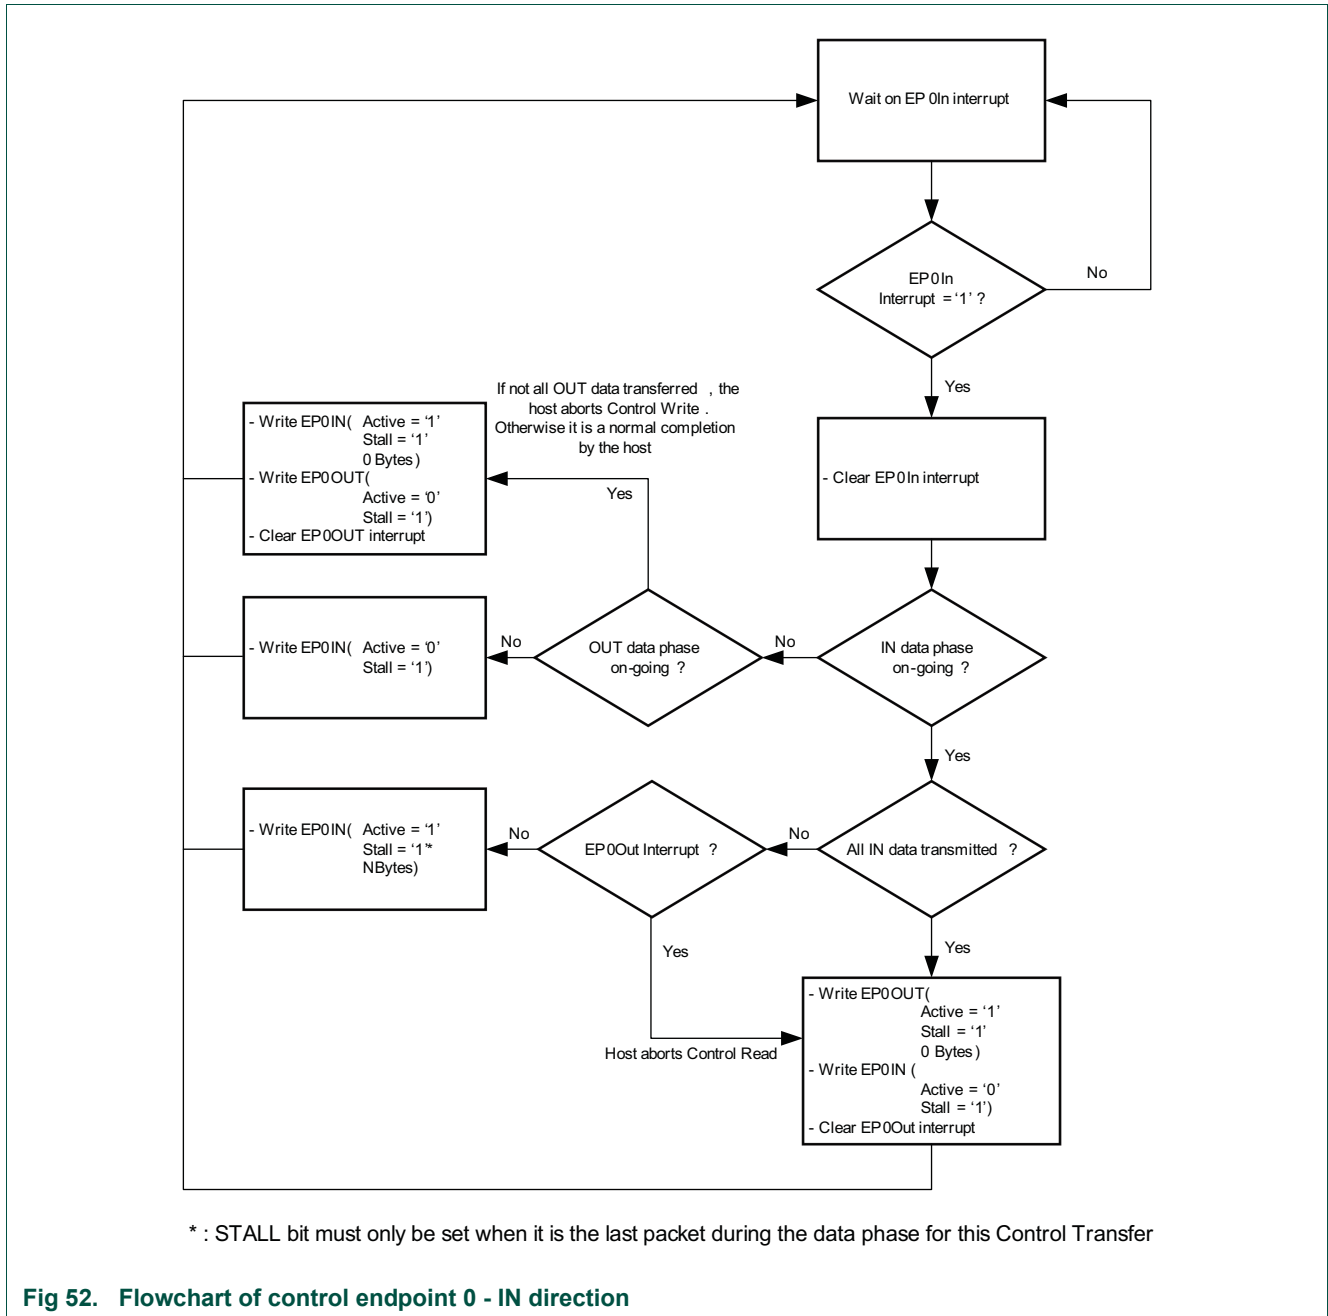 Wait on EP0In interrupt
EP0In
Interrupt = ‘1’ ?
No
Yes
If not all OUT data transferred , the
host aborts Control Write .
Otherwise it is a normal completion
by the host
- Write EP0IN( Active = ‘1’
Stall = ‘1’
0 Bytes)
- Write EP0OUT(
Active = ‘0’
Stall = ‘1’)
- Clear EP0OUT interrupt
Yes
- Clear EP0In interrupt
- Write EP0IN( Active = ‘0’
Stall = ‘1’)
No
OUT data phase
on-going ?
No
IN data phase
on-going ?
Yes
- Write EP0IN( Active = ‘1’
Stall = ‘1’*
NBytes)
No
EP0Out Interrupt ?
No
All IN data transmitted ?
Yes
Yes
Host aborts Control Read
- Write EP0OUT(
Active = ‘1’
Stall = ‘1’
0 Bytes)
- Write EP0IN (
Active = ‘0’
Stall = ‘1’)
- Clear EP0Out interrupt
* : STALL bit must only be set when it is the last packet during the data phase for this Control Transfer
Fig 52. Flowchart of control endpoint 0 - IN direction